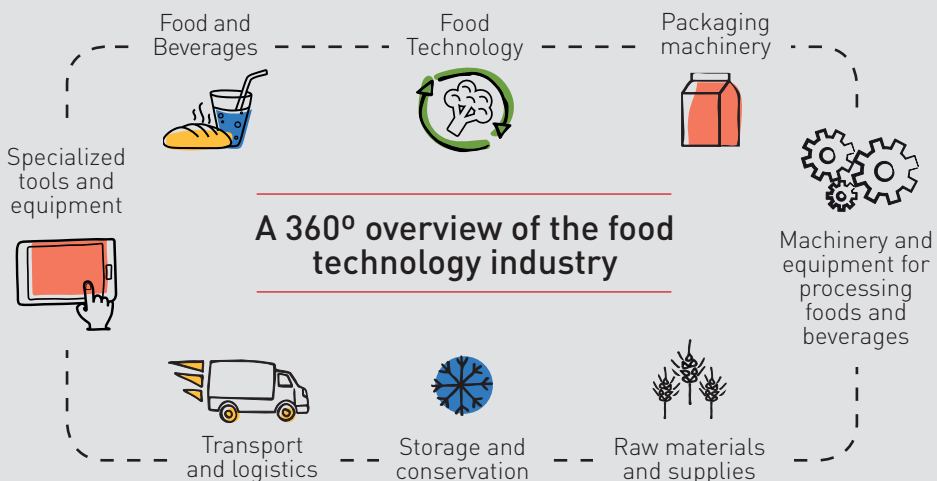 Food and
Beverages
Food
Technology
Packaging
machinery
Specialized
tools and
equipment
A 360º overview of the food
technology industry
Machinery and
equipment for
processing
foods and
beverages
Transport
and logistics
Storage and
conservation
Raw materials
and supplies